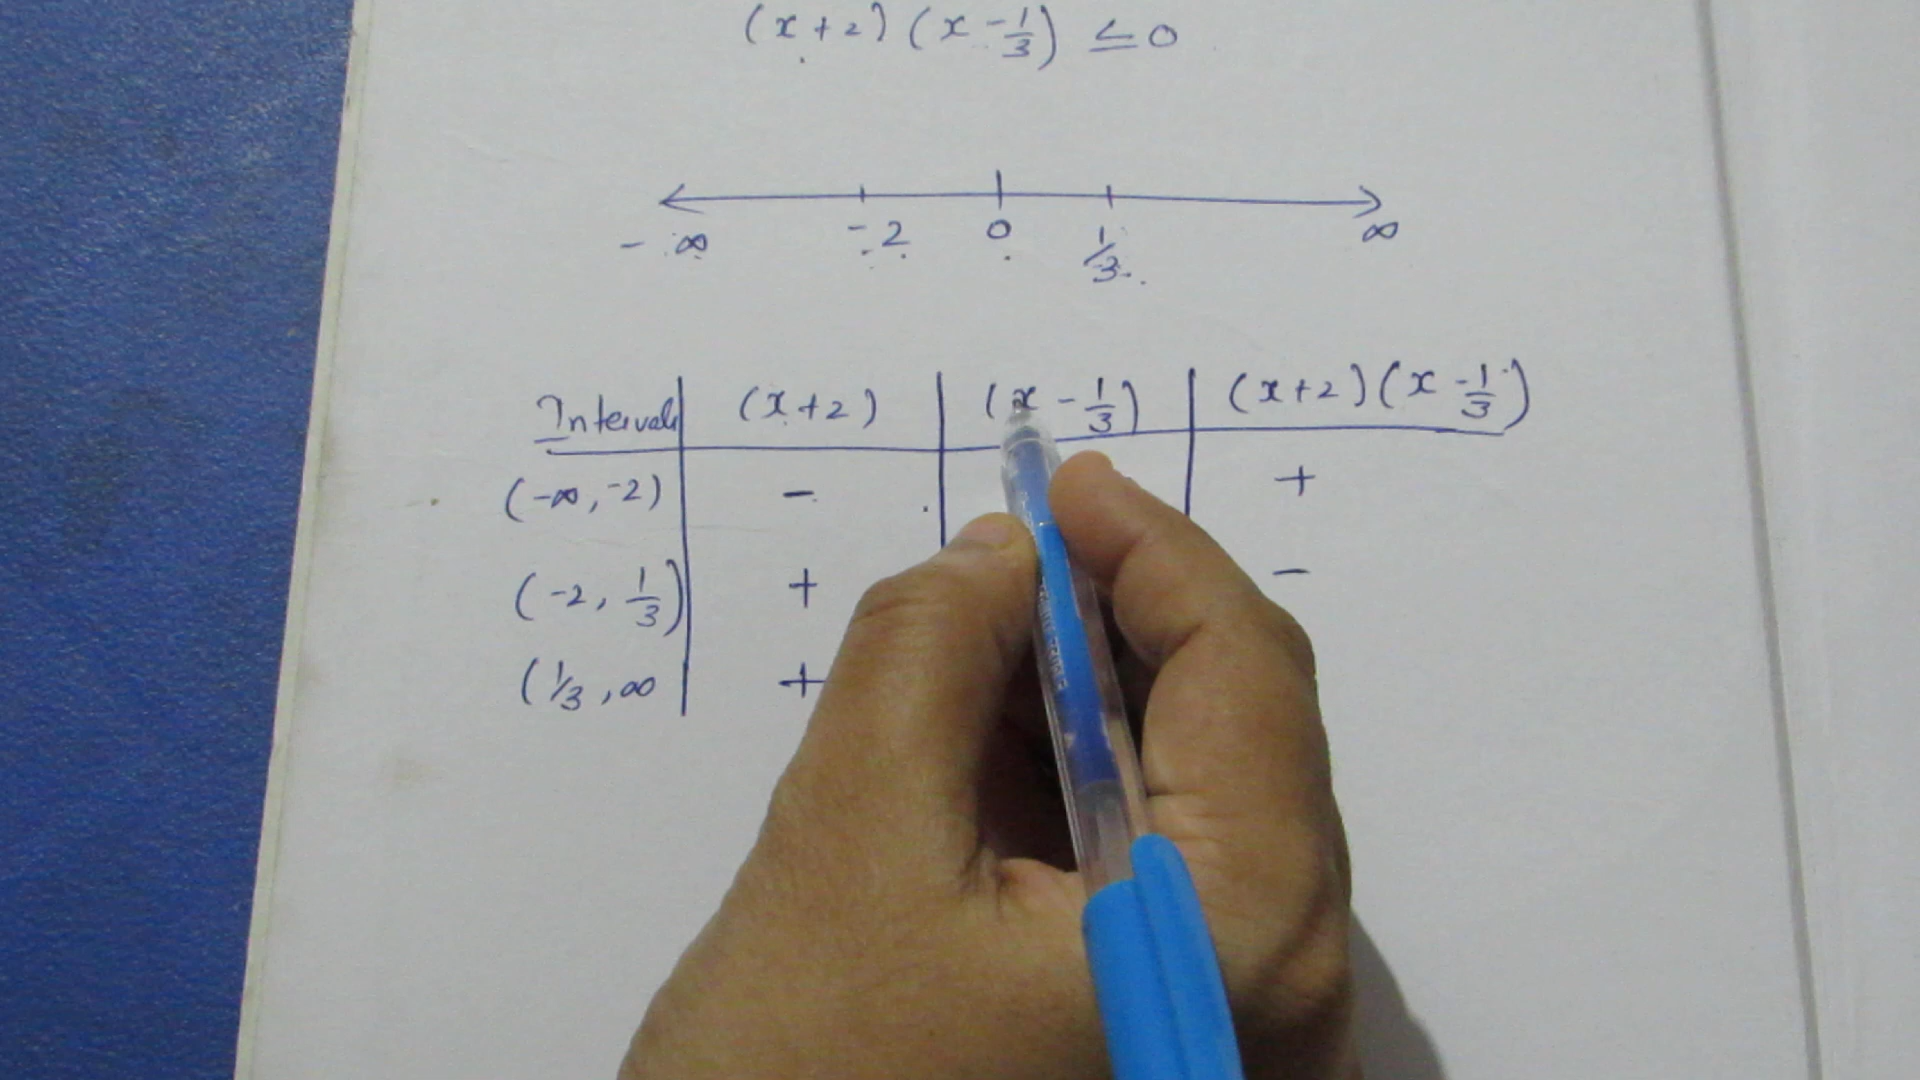 (x+2) (x-1/3) ≤0
-∞ -2 0 1/3 ∞
Intervals (x+2) (x-1/3) (x+2)(x-1/3)
(-∞,-2) - +
(-2, 1/3) + -
(1/3,∞ +